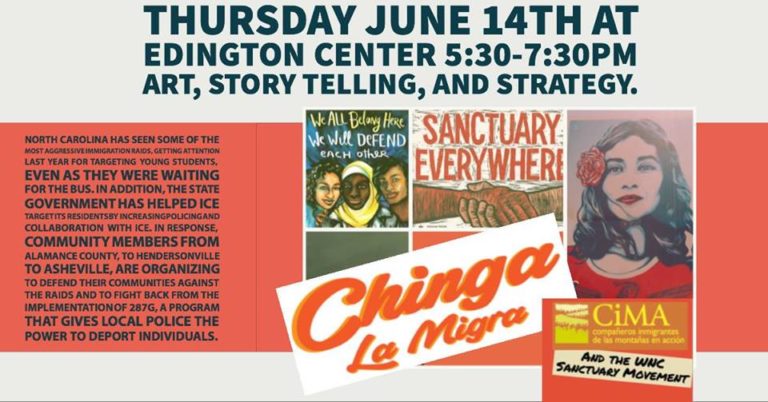 THURSDAY JUNE 14TH AT
EDINGTON CENTER 5:30-7:30PM
ART, STORY TELLING, AND STRATEGY.
NORTH CAROLINA HAS SEEN SOME OF THE
MOST AGGRESSIVE IMMIGRATION RAIDS, GETTING ATTENTION
LAST YEAR FOR TARGETING YOUNG STUDENTS,
EVEN AS THEY WERE WAITING
FOR THE BUS. IN ADDITION, THE STATE
GOVERNMENT HAS HELPED ICE
TARGET ITS RESIDENTS BY INCREASING POLICING AND
COLLABORATION WITH ICE. IN RESPONSE,
COMMUNITY MEMBERS FROM
ALAMANCE COUNTY, TO HENDERSONVILLE
TO ASHEVILLE, ARE ORGANIZING
TO DEFEND THEIR COMMUNITIES AGAINST
THE RAIDS AND TO FIGHT BACK FROM THE
IMPLEMENTATION OF 287G, A PROGRAM
THAT GIVES LOCAL POLICE THE
POWER TO DEPORT INDIVIDUALS.
We All Belong Here
We Will DEFEND
EACH other
SANCTUARY
EVERYWHERE
Chinga
La Migra
CiMA
compañeros inmigrantes
de las montañas en acción
AND THE WNC
SANCTUARY MOVEMENT